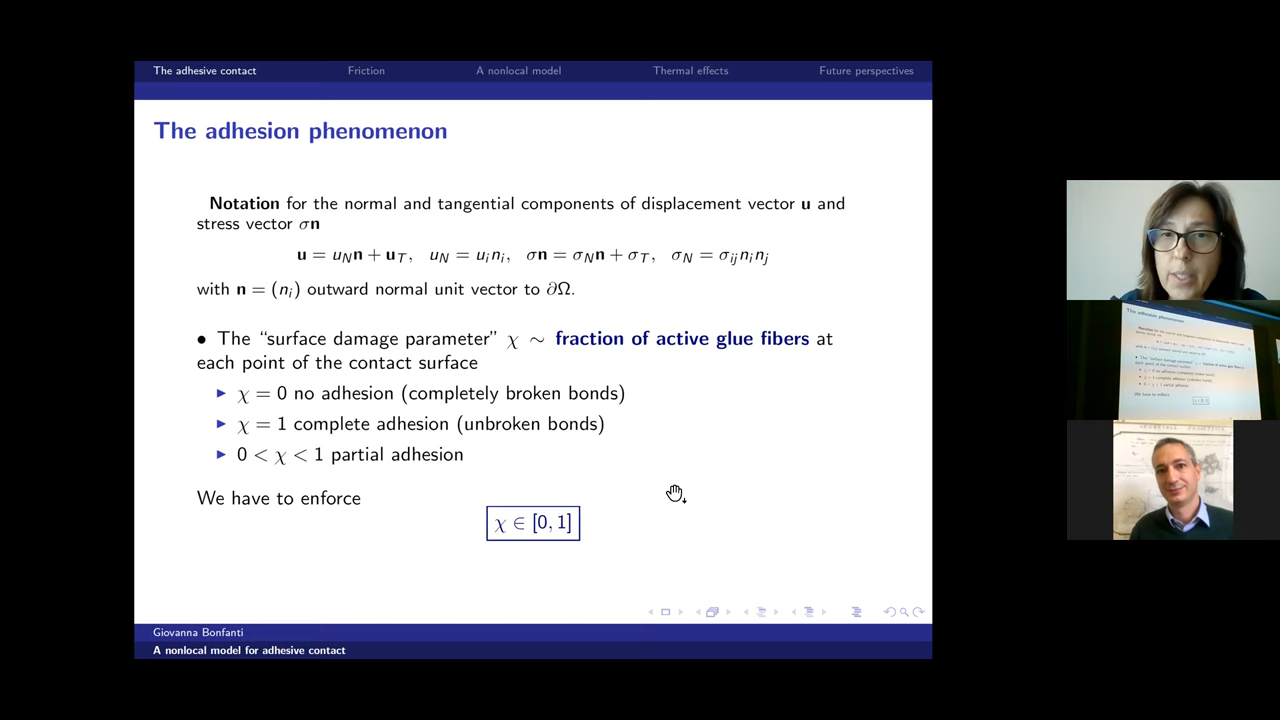 The adhesive contact Friction A nonlocal model Thermal effects Future perspectives
The adhesion phenomenon
Notation for the normal and tangential components of displacement vector u and
stress vector σn
u = u_N n + u_T, u_N = u_i n_i, σn = σ_N n + σ_T, σ_N = σ_ij n_i n_j
with n = (n_i) outward normal unit vector to ∂Ω.
• The “surface damage parameter” χ ∼ fraction of active glue fibers at
each point of the contact surface
▶ χ = 0 no adhesion (completely broken bonds)
▶ χ = 1 complete adhesion (unbroken bonds)
▶ 0 < χ < 1 partial adhesion
We have to enforce
χ ∈ [0, 1]
Giovanna Bonfanti
A nonlocal model for adhesive contact
The adhesion phenomenon